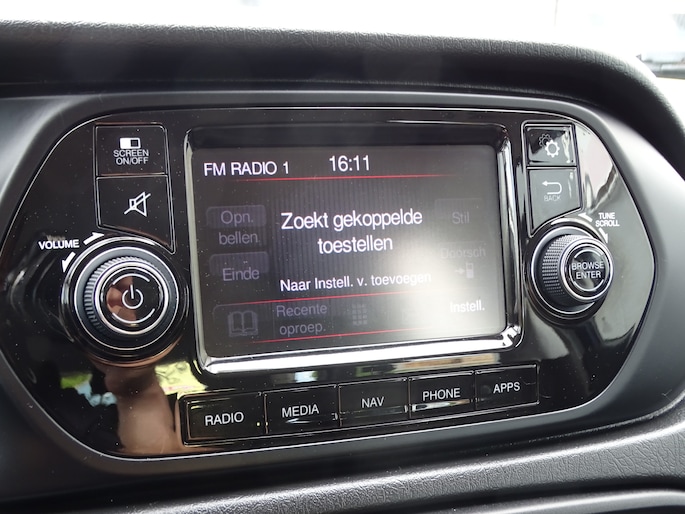 SCREEN
ON/OFF
FM RADIO 1 16:11
BACK
Opn.
bellen
Zoekt gekoppelde
toestellen
Stil
VOLUME
TUNE
SCROLL
Einde
Doorsch
Naar Instell. v. toevoegen
BROWSE
ENTER
Recente
oproep.
Instell.
RADIO
MEDIA
NAV
PHONE
APPS